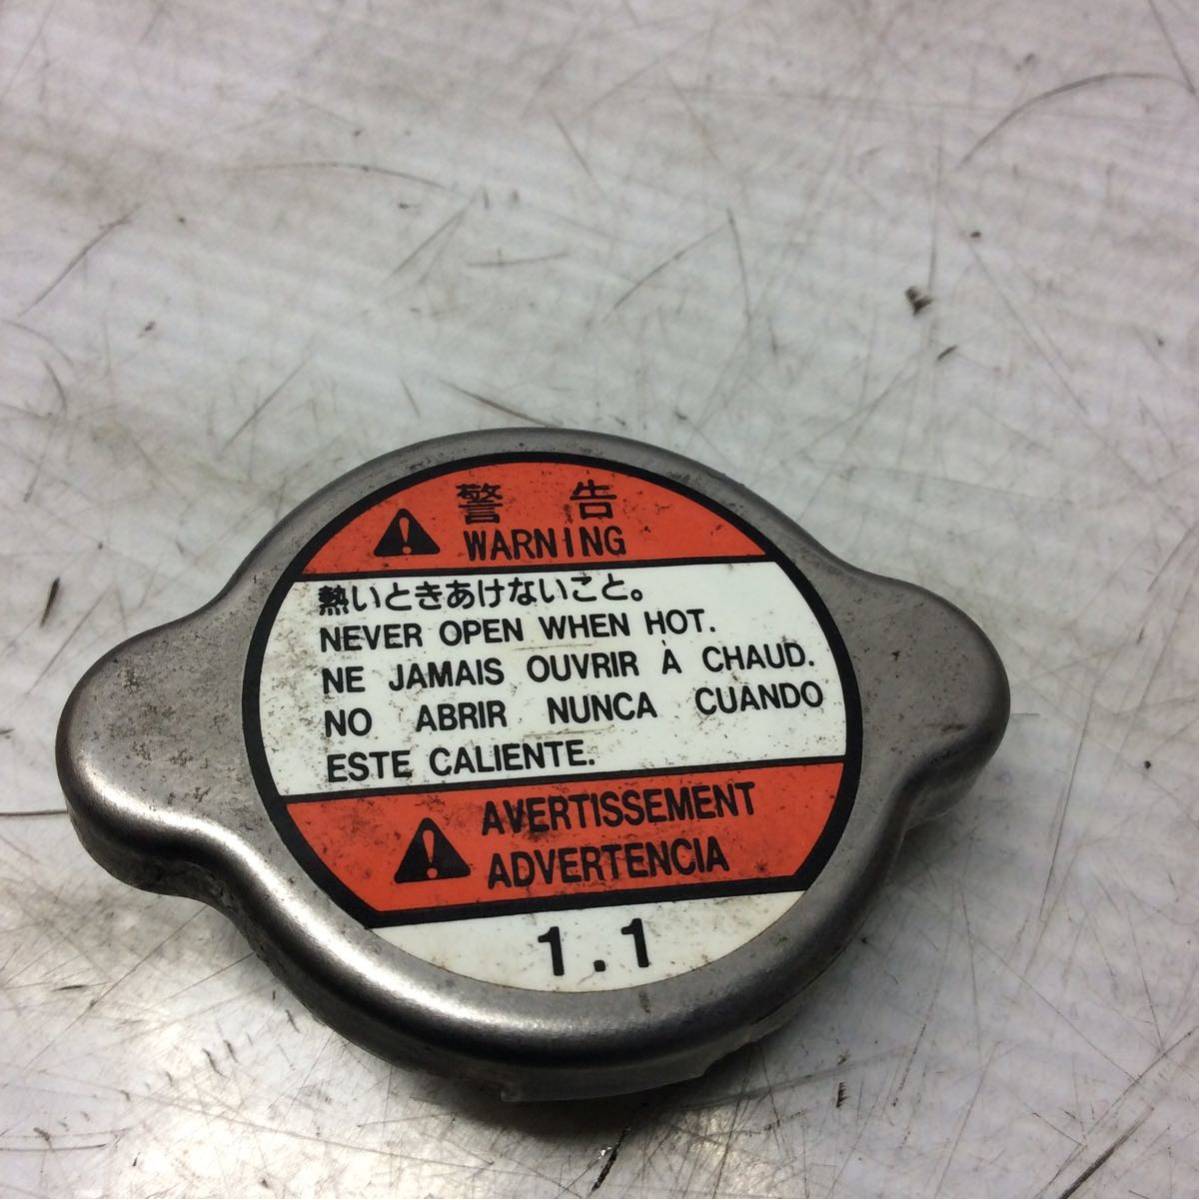 警告
WARNING
熱いときあけないこと。
NEVER OPEN WHEN HOT.
NE JAMAIS OUVRIR À CHAUD.
NO ABRIR NUNCA CUANDO
ESTE CALIENTE.
AVERTISSEMENT
ADVERTENCIA
1.1